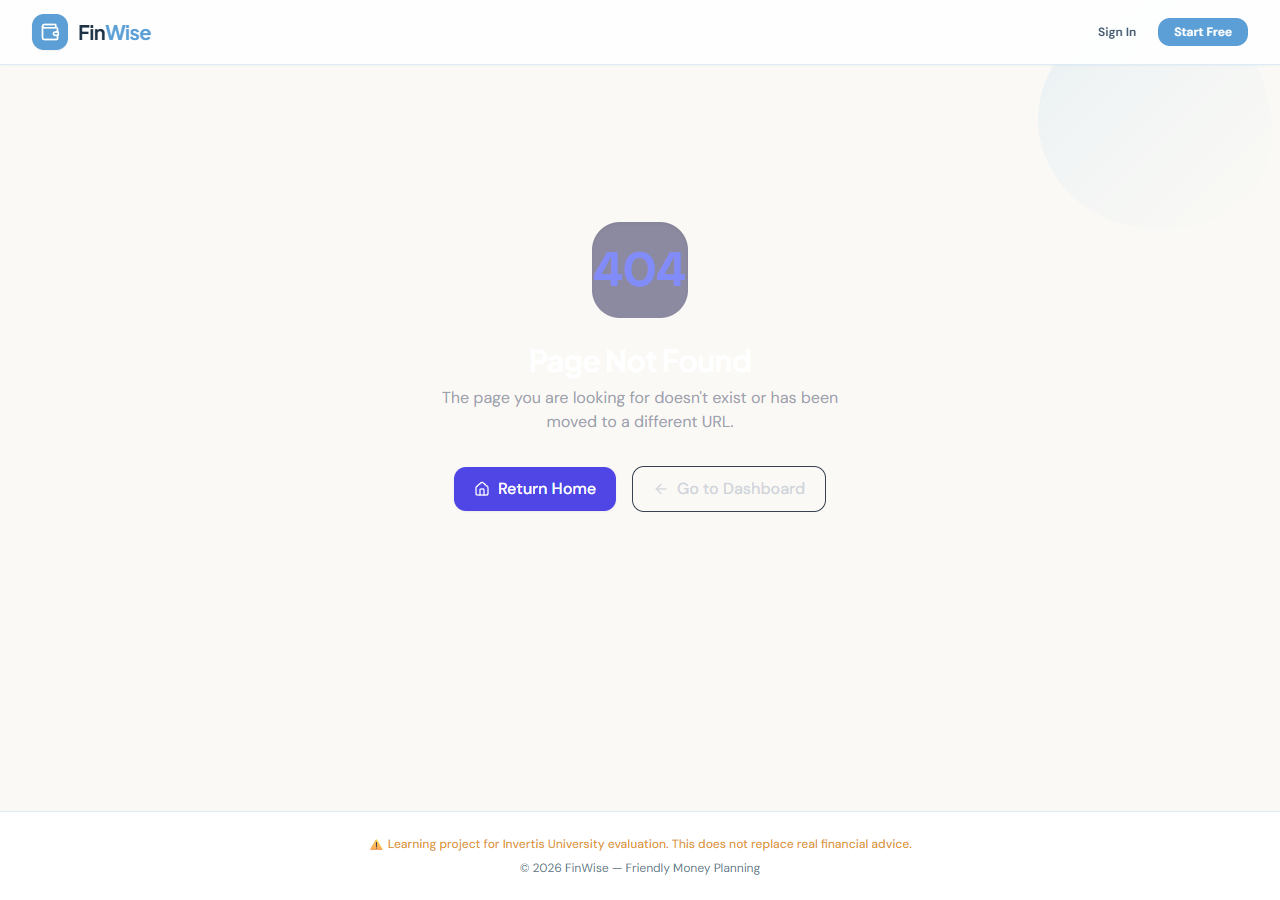 FinWise
Sign In
Start Free
404
Page Not Found
The page you are looking for doesn't exist or has been
moved to a different URL.
Return Home
Go to Dashboard
Learning project for Invertis University evaluation. This does not replace real financial advice.
© 2026 FinWise — Friendly Money Planning